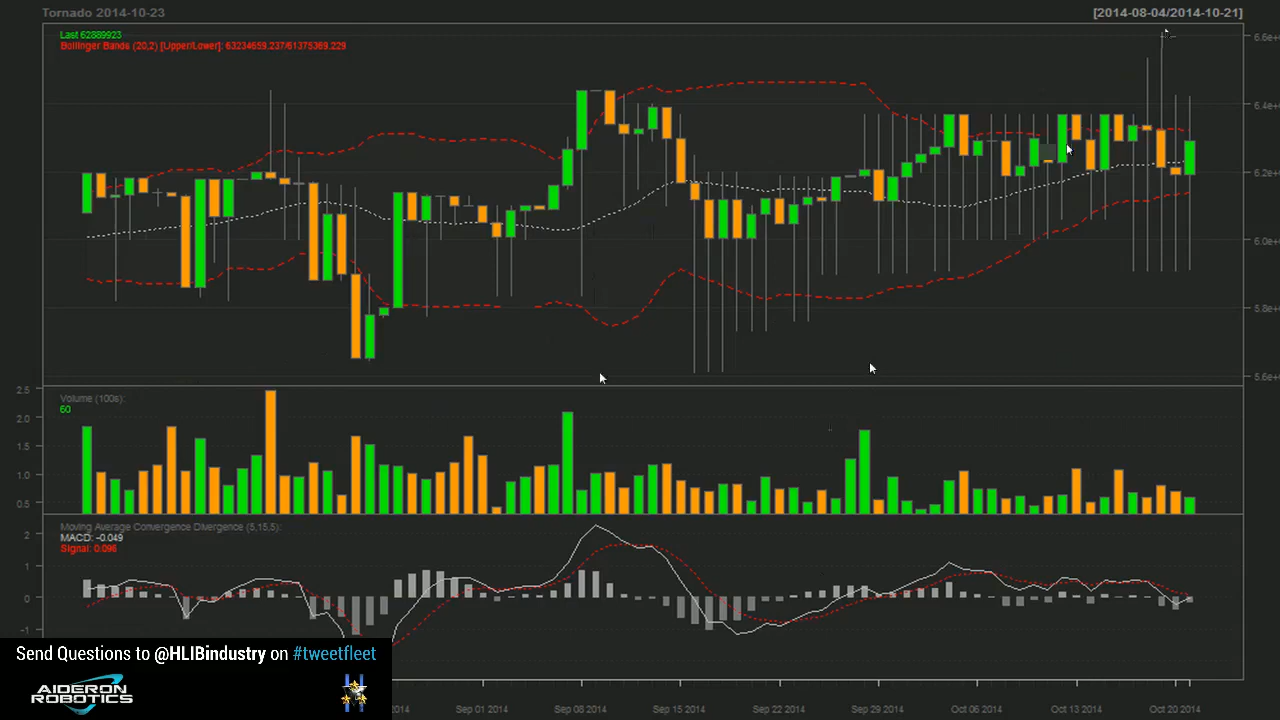 Tornado 2014-10-23
[2014-08-04/2014-10-21]
Last 62889923
Bollinger Bands (20,2) [Upper/Lower]: 63234659.237/61375369.229
6.6e+
6.4e+
6.2e+
6.0e+
5.8e+
5.6e+
2.5
2.0
1.5
1.0
0.5
Volume (100s):
60
Moving Average Convergence Divergence (5,15,5):
MACD: -0.049
Signal: 0.096
2
1
0
-1
Send Questions to @HLIBindustry on #tweetfleet
AIDERON
ROBOTICS
2014
Sep 01 2014
Sep 08 2014
Sep 15 2014
Sep 22 2014
Sep 29 2014
Oct 06 2014
Oct 13 2014
Oct 20 2014